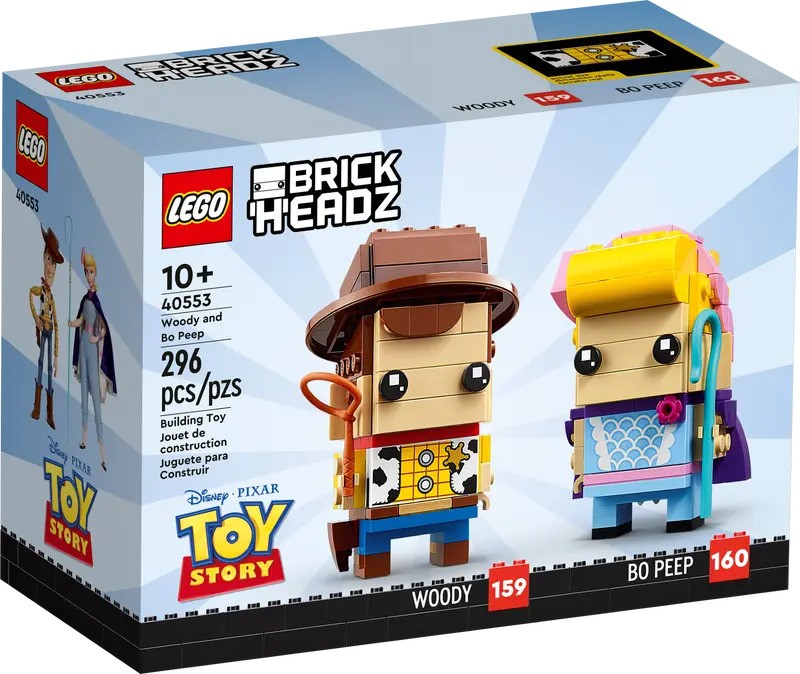 LEGO
BRICK
HEADZ
40553
WOODY 159
BO PEEP 160
LEGO
40553
Disney · PIXAR
TOY
STORY
LEGO
BRICK
HEADZ
10+
40553
Woody and
Bo Peep
296
pcs/pzs
Building Toy
Jouet de
construction
Juguete para
Construir
Disney · PIXAR
TOY
STORY
WOODY 159
BO PEEP 160